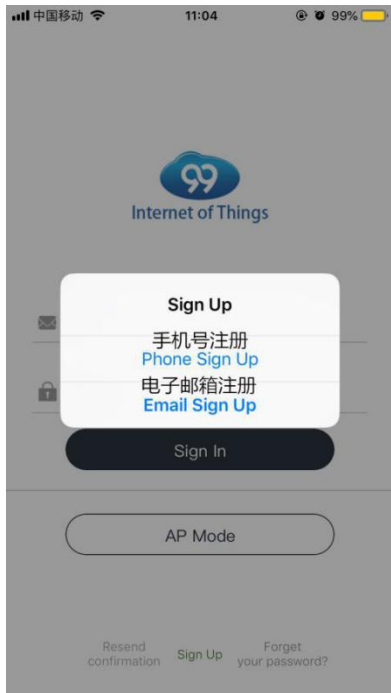 中国移动 11:04 99%
99
Internet of Things
Sign Up
手机号注册
Phone Sign Up
电子邮箱注册
Email Sign Up
Sign In
AP Mode
Resend
confirmation
Sign Up
Forget
your password?